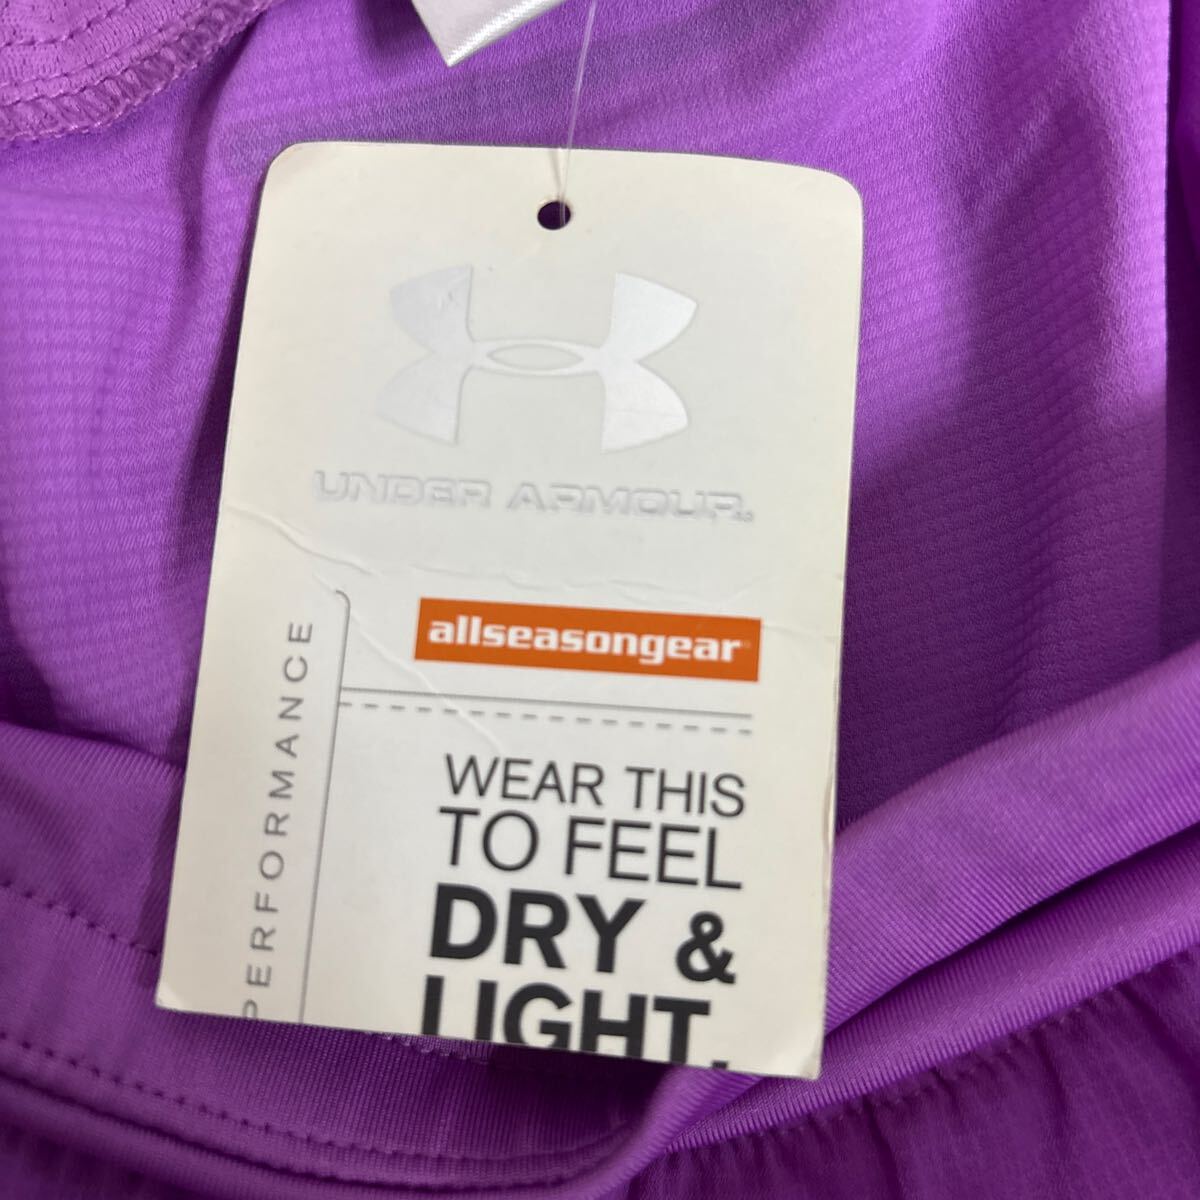 UNDER ARMOUR
allseasongear
PERFORMANCE
WEAR THIS
TO FEEL
DRY &
LIGHT.